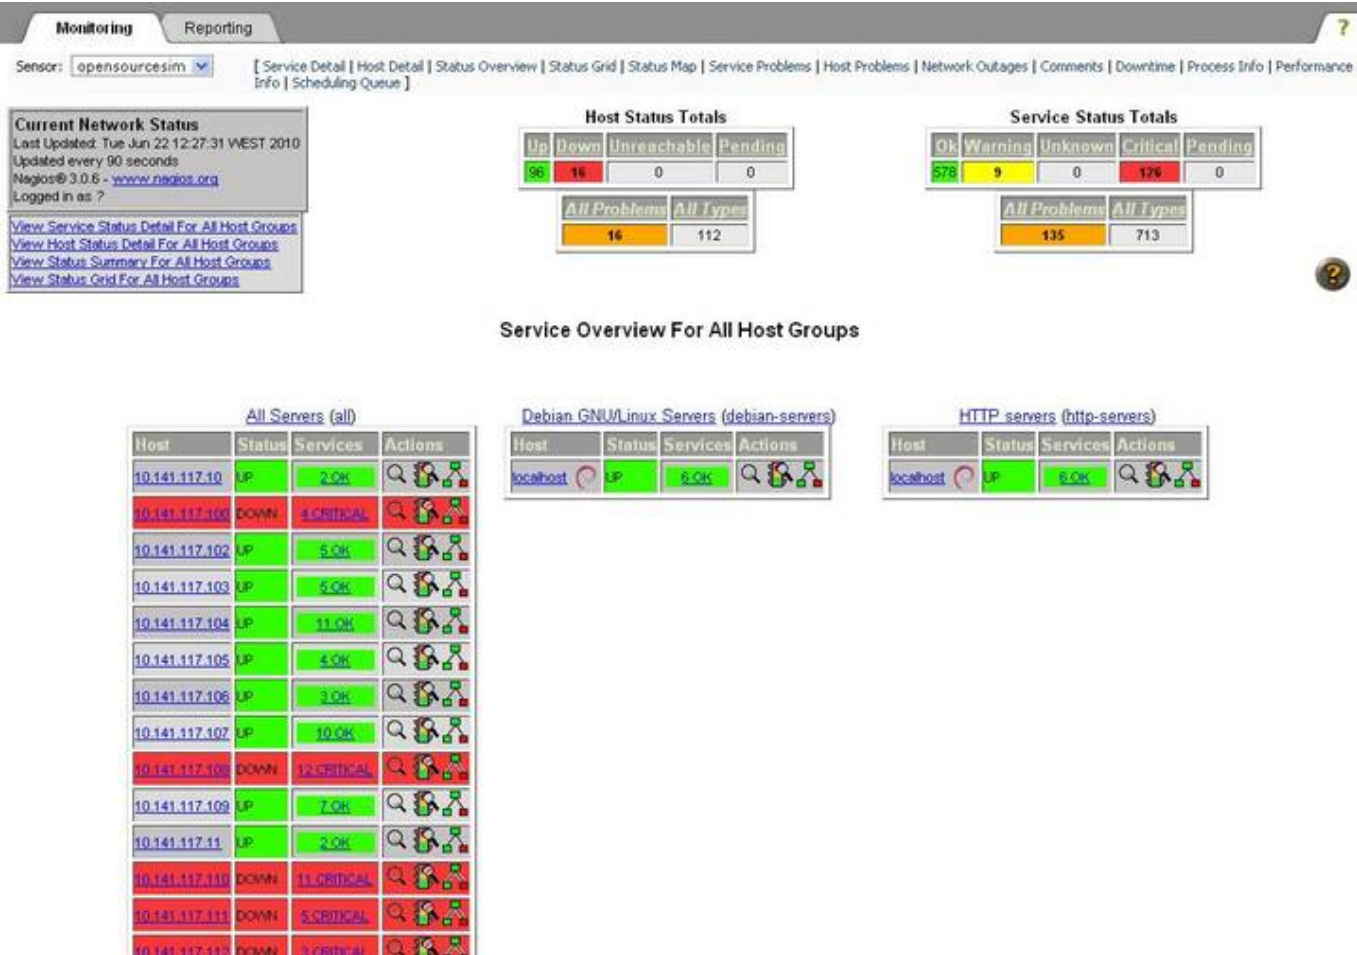 Monitoring Reporting
?
Sensor: opensourcesim [ Service Detail | Host Detail | Status Overview | Status Grid | Status Map | Service Problems | Host Problems | Network Outages | Comments | Downtime | Process Info | Performance
Info | Scheduling Queue ]
Current Network Status
Last Updated: Tue Jun 22 12:27:31 WEST 2010
Updated every 90 seconds
Nagios® 3.0.6 - www.nagios.org
Logged in as ?
View Service Status Detail For All Host Groups
View Host Status Detail For All Host Groups
View Status Summary For All Host Groups
View Status Grid For All Host Groups
Host Status Totals
Up Down Unreachable Pending
96 16 0 0
All Problems All Types
16 112
Service Status Totals
Ok Warning Unknown Critical Pending
578 9 0 126 0
All Problems All Types
135 713
?
Service Overview For All Host Groups
All Servers (all)
Host Status Services Actions
10.141.117.10 UP 2 OK
10.141.117.100 DOWN 4 CRITICAL
10.141.117.102 UP 5 OK
10.141.117.103 UP 5 OK
10.141.117.104 UP 11 OK
10.141.117.105 UP 4 OK
10.141.117.106 UP 3 OK
10.141.117.107 UP 10 OK
10.141.117.108 DOWN 12 CRITICAL
10.141.117.109 UP 7 OK
10.141.117.11 UP 2 OK
10.141.117.110 DOWN 11 CRITICAL
10.141.117.111 DOWN 5 CRITICAL
10.141.117.112 DOWN 3 CRITICAL
Debian GNU/Linux Servers (debian-servers)
Host Status Services Actions
localhost UP 6 OK
HTTP servers (http-servers)
Host Status Services Actions
localhost UP 6 OK